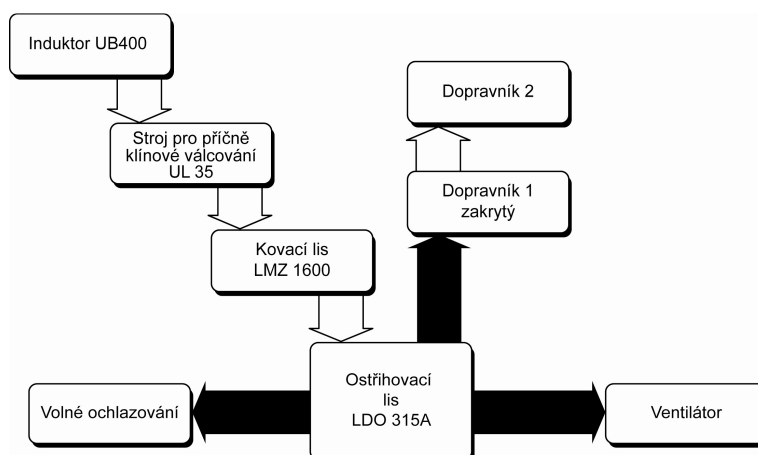 Induktor UB400
Dopravník 2
Stroj pro příčně
klínové válcování
UL 35
Dopravník 1
zakrytý
Kovací lis
LMZ 1600
Ostřihovací
lis
LDO 315A
Volné ochlazování
Ventilátor